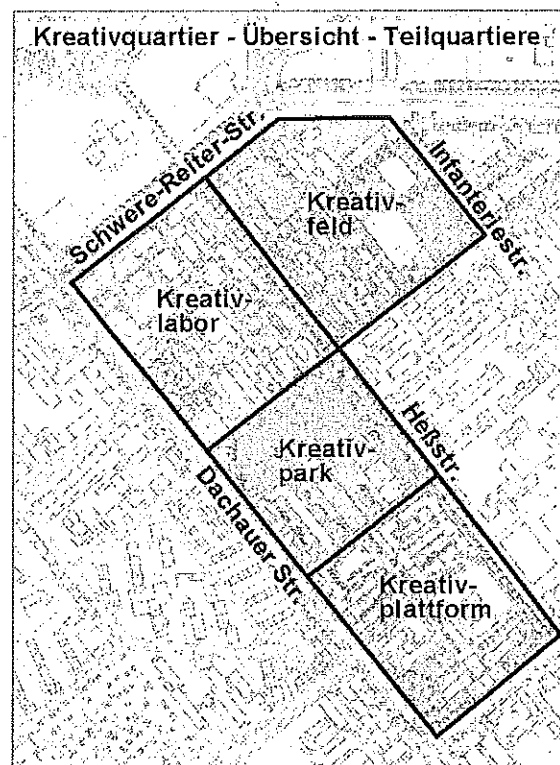 Kreativquartier - Übersicht - Teilquartiere
Schwere-Reiter-Str.
Infanteriestr.
Kreativ-
feld
Kreativ-
labor
Heßstr.
Kreativ-
park
Dachauer Str.
Kreativ-
plattform